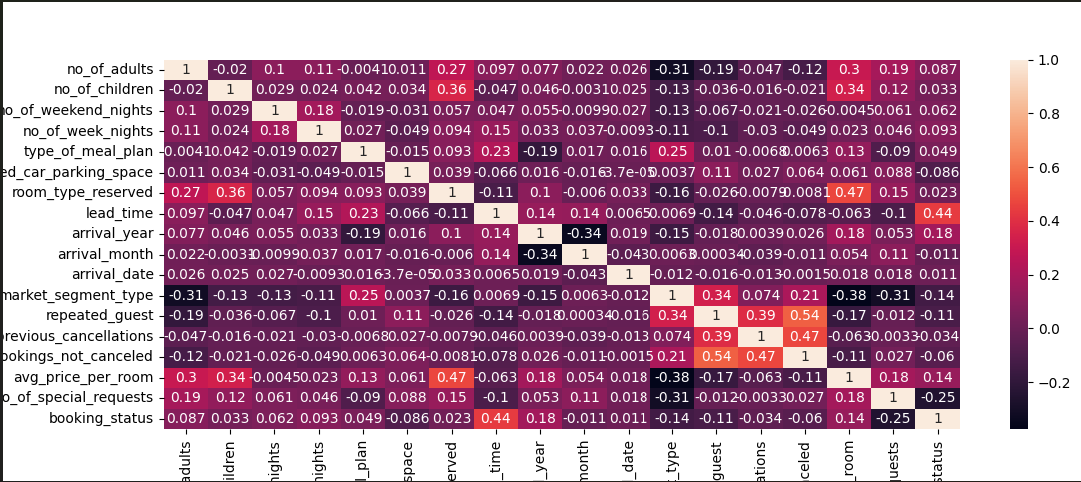 no_of_adults 1 -0.02 0.1 0.11 -0.0041 0.011 0.27 0.097 0.077 0.022 0.026 -0.31 -0.19 -0.047 -0.12 0.3 0.19 0.087
no_of_children -0.02 1 0.029 0.024 0.042 0.034 0.36 -0.047 0.046 -0.0031 0.025 -0.13 -0.036 -0.016 -0.021 0.34 0.12 0.033
no_of_weekend_nights 0.1 0.029 1 0.18 -0.019 -0.031 0.057 0.047 0.055 -0.0099 0.027 -0.13 -0.067 -0.021 -0.026 -0.0045 0.061 0.062
no_of_week_nights 0.11 0.024 0.18 1 0.027 -0.049 0.094 0.15 0.033 0.037 -0.0093 -0.11 -0.1 -0.03 -0.049 0.023 0.046 0.093
type_of_meal_plan -0.0041 0.042 -0.019 0.027 1 -0.015 0.093 0.23 -0.19 0.017 0.016 0.25 0.01 -0.0068 0.0063 0.13 -0.09 0.049
ed_car_parking_space 0.011 0.034 -0.031 -0.049 -0.015 1 0.039 -0.066 0.016 -0.016 -3.7e-05 0.0037 0.11 0.027 0.064 0.061 0.088 -0.086
room_type_reserved 0.27 0.36 0.057 0.094 0.093 0.039 1 -0.11 0.1 -0.006 0.033 -0.16 -0.026 -0.0079 -0.0081 0.47 0.15 0.023
lead_time 0.097 -0.047 0.047 0.15 0.23 -0.066 -0.11 1 0.14 0.14 0.0065 0.0069 -0.14 -0.046 -0.078 -0.063 -0.1 0.44
arrival_year 0.077 0.046 0.055 0.033 -0.19 0.016 0.1 0.14 1 -0.34 0.019 -0.15 -0.018 0.0039 0.026 0.18 0.053 0.18
arrival_month 0.022 -0.0031 -0.0099 0.037 0.017 -0.016 -0.006 0.14 -0.34 1 -0.043 0.0063 0.00034 -0.039 -0.011 0.054 0.11 -0.011
arrival_date 0.026 0.025 0.027 -0.0093 0.016 -3.7e-05 0.033 0.0065 0.019 -0.043 1 -0.012 -0.016 -0.013 -0.0015 0.018 0.018 0.011
market_segment_type -0.31 -0.13 -0.13 -0.11 0.25 0.0037 -0.16 0.0069 -0.15 0.0063 -0.012 1 0.34 0.074 0.21 -0.38 -0.31 -0.14
repeated_guest -0.19 -0.036 -0.067 -0.1 0.01 0.11 -0.026 -0.14 -0.018 0.00034 -0.016 0.34 1 0.39 0.54 -0.17 -0.012 -0.11
previous_cancellations -0.047 -0.016 -0.021 -0.03 -0.0068 0.027 -0.0079 -0.046 0.0039 -0.039 -0.013 0.074 0.39 1 0.47 -0.063 -0.0033 -0.034
ookings_not_canceled -0.12 -0.021 -0.026 -0.049 0.0063 0.064 -0.0081 -0.078 0.026 -0.011 -0.0015 0.21 0.54 0.47 1 -0.11 0.027 -0.06
avg_price_per_room 0.3 0.34 -0.0045 0.023 0.13 0.061 0.47 -0.063 0.18 0.054 0.018 -0.38 -0.17 -0.063 -0.11 1 0.18 0.14
o_of_special_requests 0.19 0.12 0.061 0.046 -0.09 0.088 0.15 -0.1 0.053 0.11 0.018 -0.31 -0.012 -0.0033 0.027 0.18 1 -0.25
booking_status 0.087 0.033 0.062 0.093 0.049 -0.086 0.023 0.44 0.18 -0.011 0.011 -0.14 -0.11 -0.034 -0.06 0.14 -0.25 1
adults
ildren
nights
nights
l_plan
space
erved
_time
_year
month
_date
_type
guest
ations
nceled
_room
quests
status
1.0
0.8
0.6
0.4
0.2
0.0
−0.2